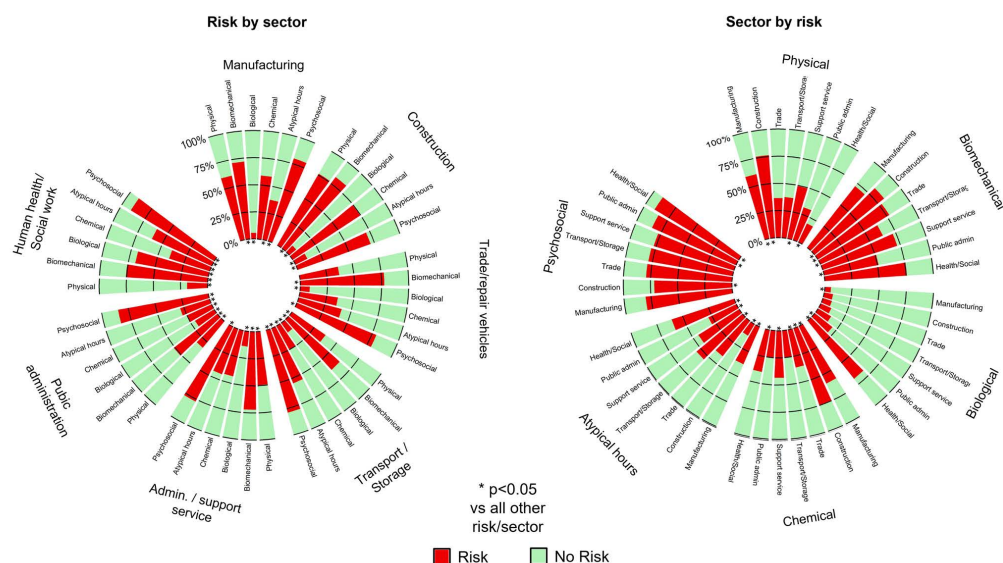 Risk by sector
Manufacturing
Physical
Biomechanical
Biological
Chemical
Atypical hours
Psychosocial
Construction
Physical
Biomechanical
Biological
Chemical
Atypical hours
Psychosocial
Trade/repair vehicles
Physical
Biomechanical
Biological
Chemical
Atypical hours
Psychosocial
Transport /
Storage
Physical
Biomechanical
Biological
Chemical
Atypical hours
Psychosocial
Admin. / support
service
Physical
Biomechanical
Biological
Chemical
Atypical hours
Psychosocial
Pubic
administration
Physical
Biomechanical
Biological
Chemical
Atypical hours
Psychosocial
Human health/
Social work
Physical
Biomechanical
Biological
Chemical
Atypical hours
Psychosocial
100%
75%
50%
25%
0%
Sector by risk
Physical
Manufacturing
Construction
Trade
Transport/Storag
Support service
Public admin
Health/Social
Biomechanical
Manufacturing
Construction
Trade
Transport/Storag
Support service
Public admin
Health/Social
Biological
Manufacturing
Construction
Trade
Transport/Storage
Support service
Public admin
Health/Social
Chemical
Manufacturing
Construction
Trade
Transport/Storage
Support service
Public admin
Health/Social
Atypical hours
Manufacturing
Construction
Trade
Transport/Storage
Support service
Public admin
Health/Social
Psychosocial
Manufacturing
Construction
Trade
Transport/Storage
Support service
Public admin
Health/Social
100%
75%
50%
25%
0%
* p<0.05
vs all other
risk/sector
Risk
No Risk